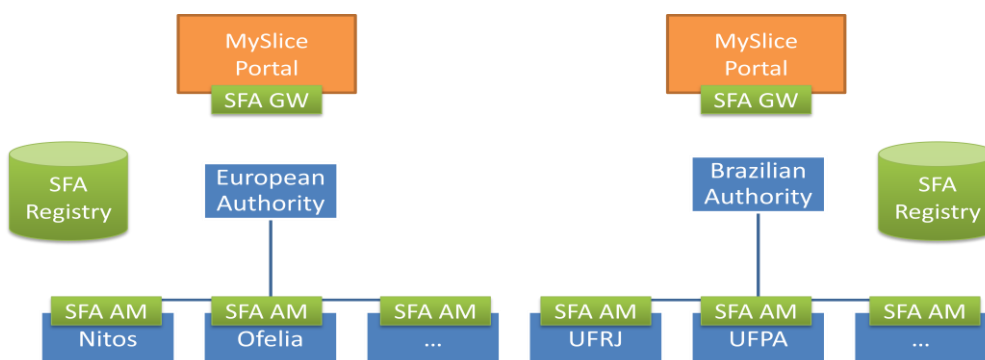 MySlice
Portal
SFA GW
MySlice
Portal
SFA GW
SFA
Registry
European
Authority
Brazilian
Authority
SFA
Registry
SFA AM
SFA AM
SFA AM
SFA AM
SFA AM
SFA AM
Nitos
Ofelia
...
UFRJ
UFPA
...